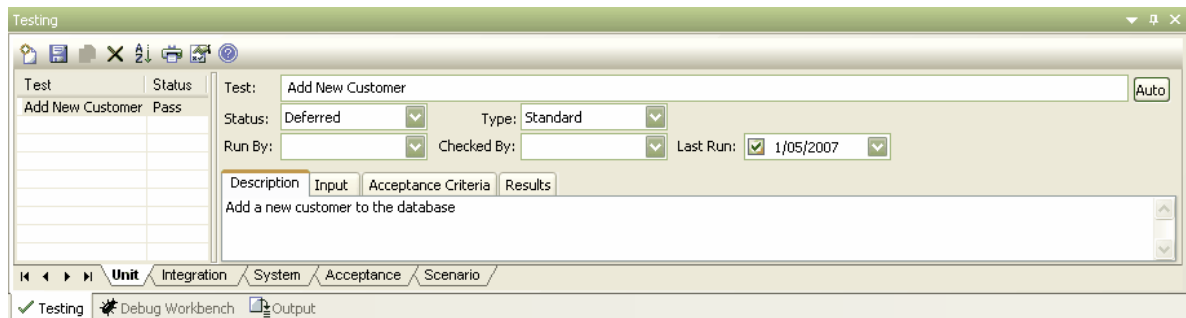 Testing
Test Status
Add New Customer Pass
Test: Add New Customer Auto
Status: Deferred Type: Standard
Run By: Checked By: Last Run: 1/05/2007
Description Input Acceptance Criteria Results
Add a new customer to the database
Unit Integration System Acceptance Scenario
Testing Debug Workbench Output